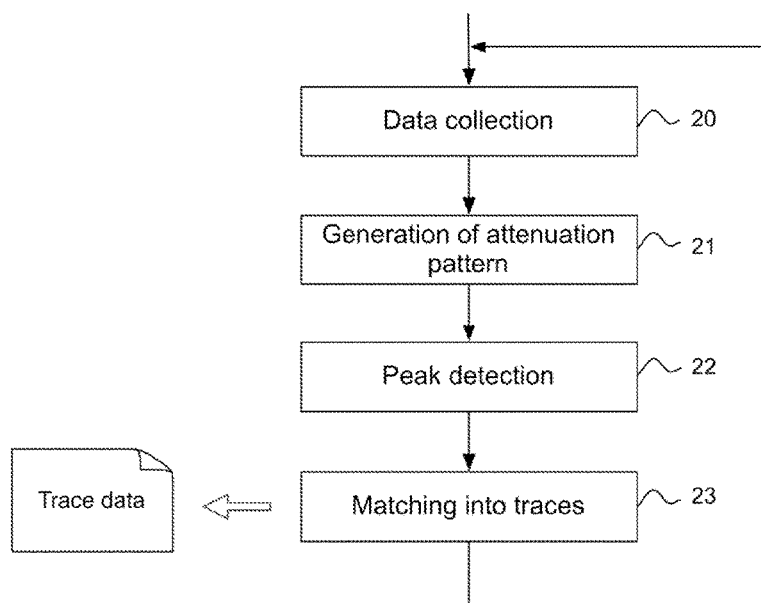 Data collection
20
Generation of attenuation
pattern
21
Peak detection
22
Trace data
Matching into traces
23